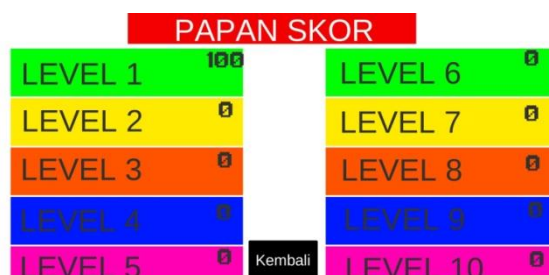 PAPAN SKOR
LEVEL 1 100
LEVEL 2 0
LEVEL 3 0
LEVEL 4 0
LEVEL 5 0
LEVEL 6 0
LEVEL 7 0
LEVEL 8 0
LEVEL 9 0
LEVEL 10 0
Kembali